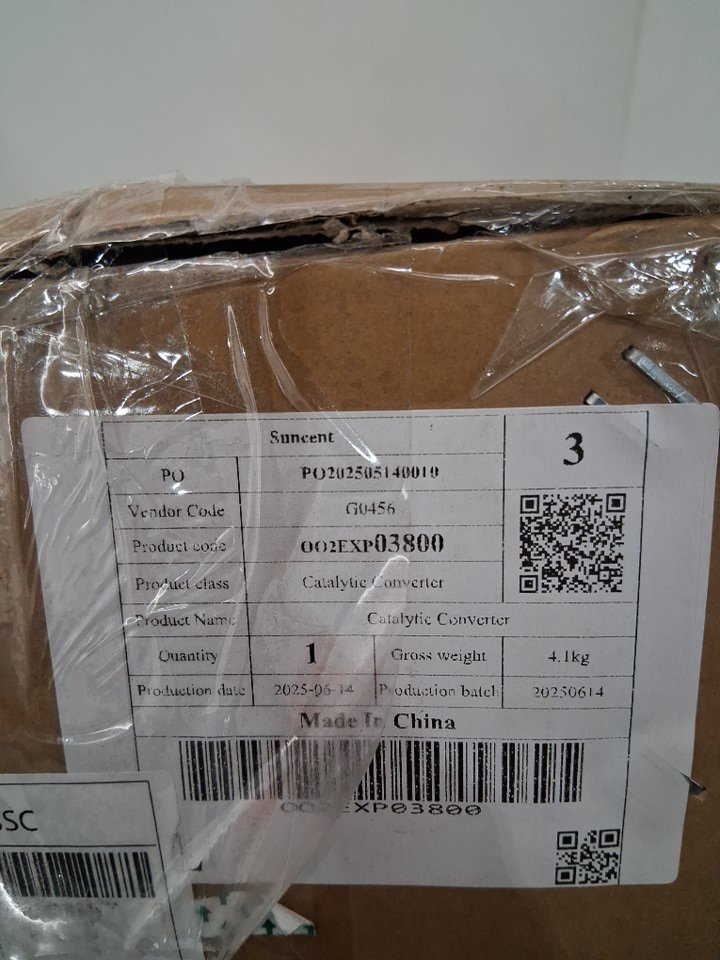 Suncent
3
PO PO202505140010
Vendor Code G0456
Product code OO2EXP03800
Product class Catalytic Converter
Product Name Catalytic Converter
Quantity 1 Gross weight 4.1kg
Production date 2025-06-14 Production batch 20250614
Made In China
OO2EXP03800
SC